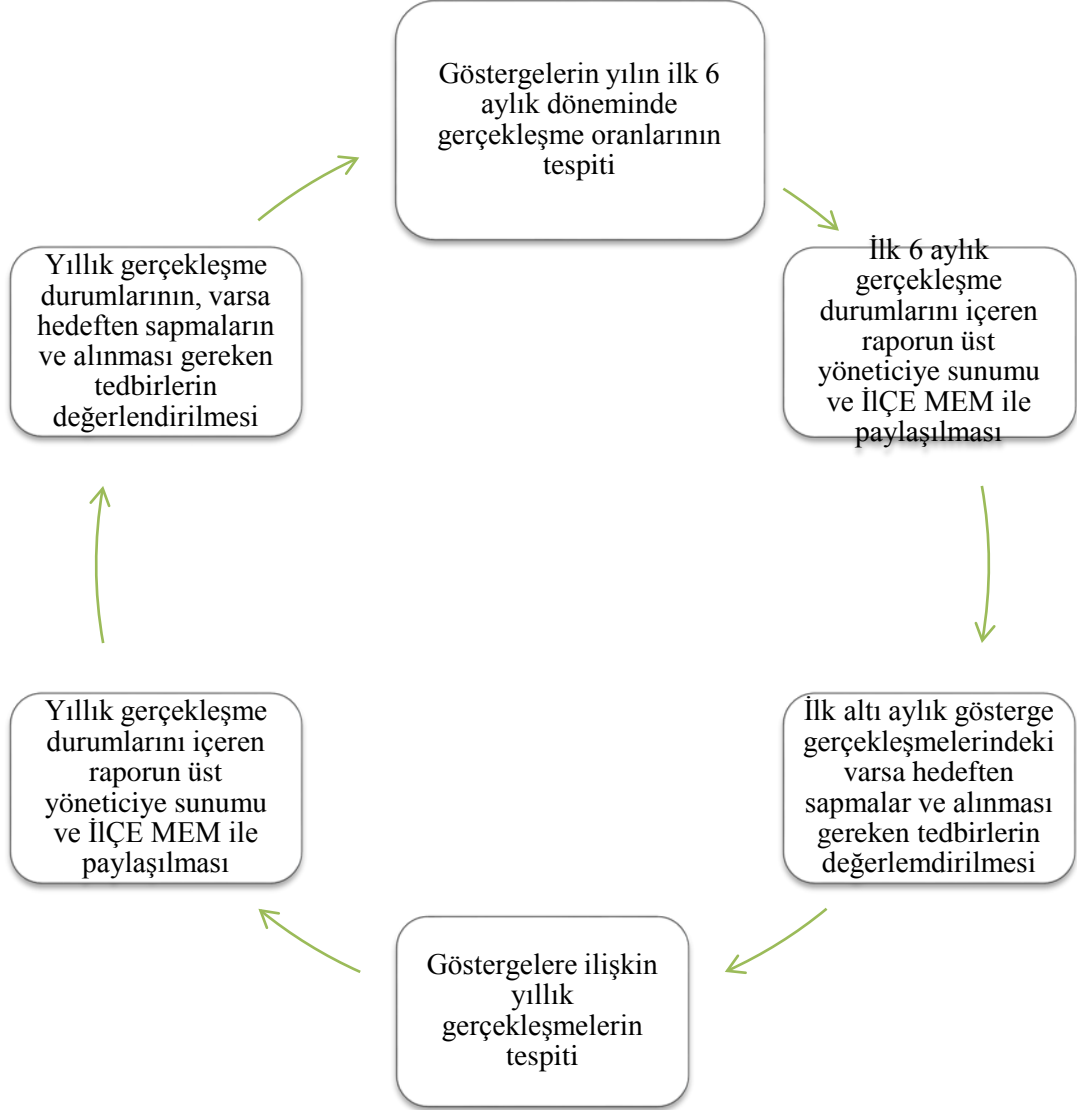 Göstergelerin yılın ilk 6
aylık döneminde
gerçekleşme oranlarının
tespiti
İlk 6 aylık
gerçekleşme
durumlarını içeren
raporun üst
yöneticiye sunumu
ve İlÇE MEM ile
paylaşılması
İlk altı aylık gösterge
gerçekleşmelerindeki
varsa hedeften
sapmalar ve alınması
gereken tedbirlerin
değerlemdirilmesi
Göstergelere ilişkin
yıllık
gerçekleşmelerin
tespiti
Yıllık gerçekleşme
durumlarını içeren
raporun üst
yöneticiye sunumu
ve İlÇE MEM ile
paylaşılması
Yıllık gerçekleşme
durumlarının, varsa
hedeften sapmaların
ve alınması gereken
tedbirlerin
değerlendirilmesi